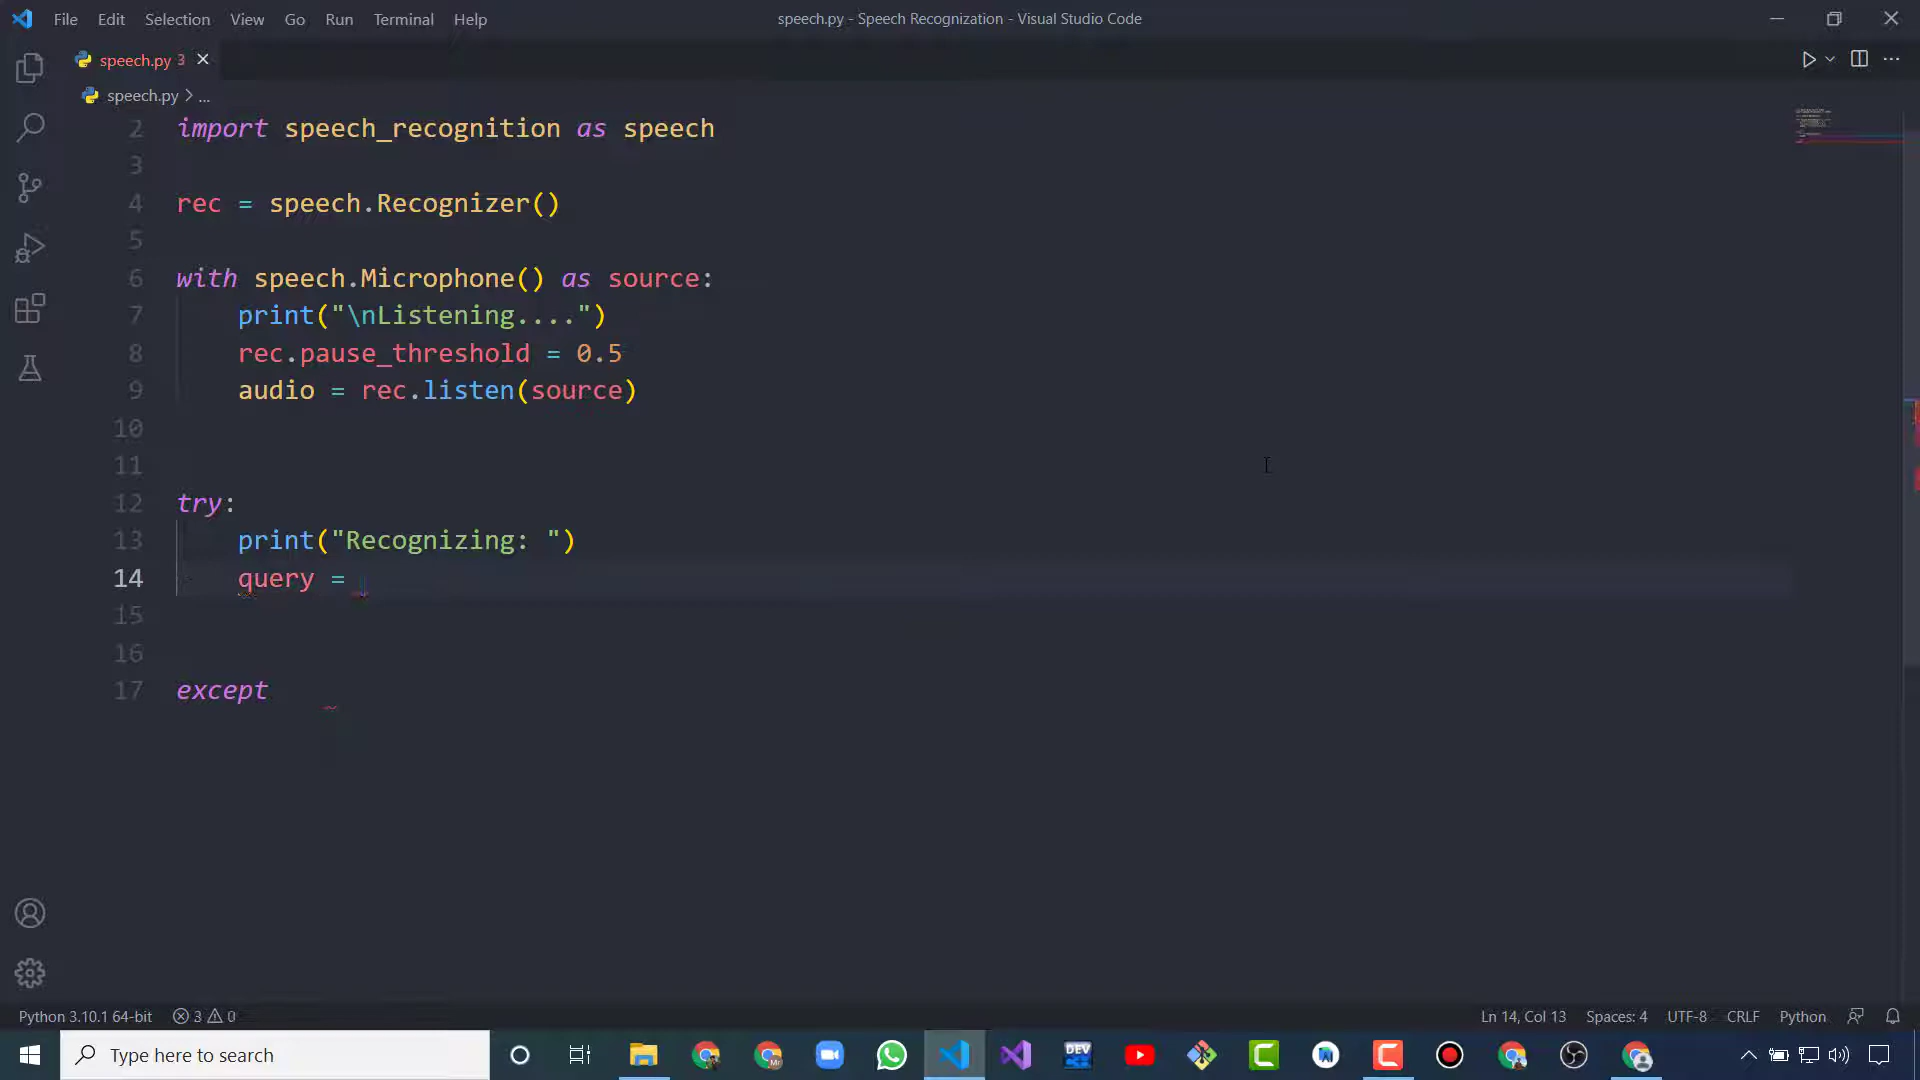 File Edit Selection View Go Run Terminal Help speech.py - Speech Recognization - Visual Studio Code
speech.py 3
speech.py > ...
2 import speech_recognition as speech
3
4 rec = speech.Recognizer()
5
6 with speech.Microphone() as source:
7 print("\nListening....")
8 rec.pause_threshold = 0.5
9 audio = rec.listen(source)
10
11
12 try:
13 print("Recognizing: ")
14 query =
15
16
17 except
Python 3.10.1 64-bit 3 0 Ln 14, Col 13 Spaces: 4 UTF-8 CRLF Python
Type here to search
DEV